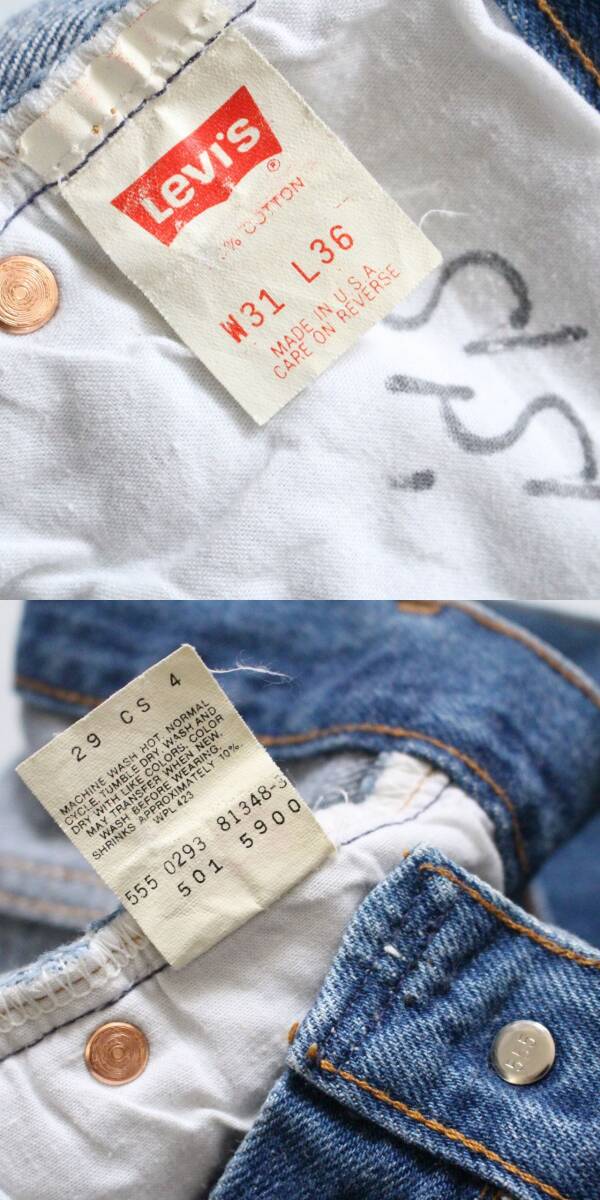 LEVI'S ®
% COTTON
W31 L36
MADE IN U.S.A.
CARE ON REVERSE
29 CS 4
MACHINE WASH HOT, NORMAL
CYCLE, TUMBLE DRY. WASH AND
DRY WITH LIKE COLORS, COLOR
MAY TRANSFER WHEN NEW.
WASH BEFORE WEARING.
SHRINKS APPROXIMATELY 10%.
WPL 423
555 0293 81348-3
501 5900
575